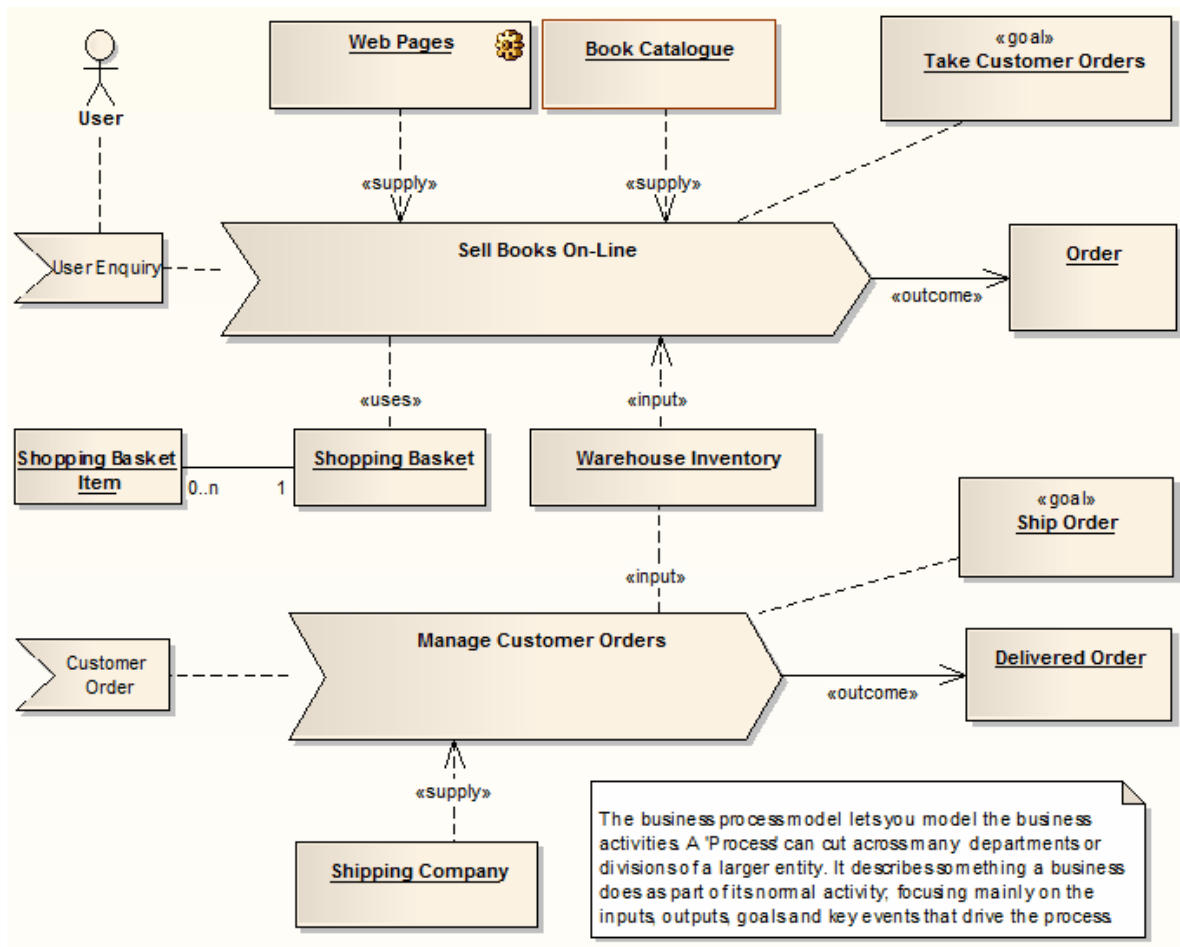 Web Pages
Book Catalogue
«goal»
Take Customer Orders
User
«supply»
«supply»
User Enquiry
Sell Books On-Line
Order
«outcome»
«uses»
«input»
Shopping Basket
Item
0..n
1
Shopping Basket
Warehouse Inventory
«goal»
Ship Order
«input»
Customer
Order
Manage Customer Orders
Delivered Order
«outcome»
«supply»
Shipping Company
The business process model lets you model the business
activities. A 'Process' can cut across many departments or
divisions of a larger entity. It describes something a business
does as part of its normal activity; focusing mainly on the
inputs, outputs, goals and key events that drive the process.